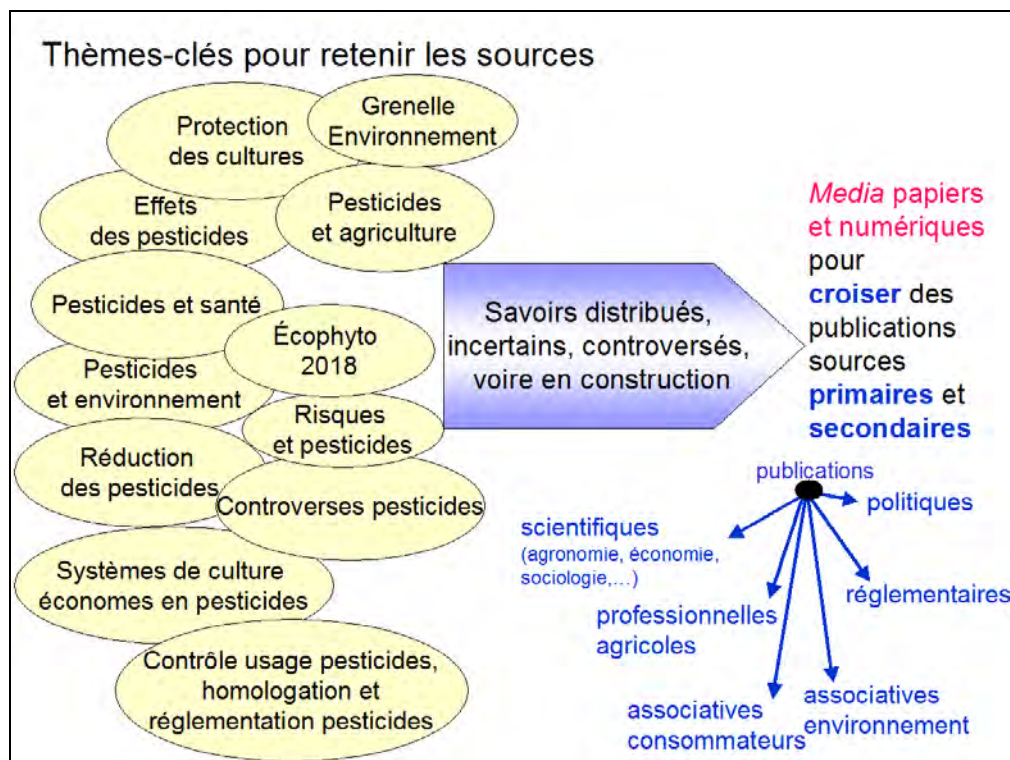 Thèmes-clés pour retenir les sources
Grenelle
Environnement
Protection
des cultures
Effets
des pesticides
Pesticides
et agriculture
Pesticides et santé
Écophyto
2018
Pesticides
et environnement
Risques
et pesticides
Réduction
des pesticides
Controverses pesticides
Systèmes de culture
économes en pesticides
Contrôle usage pesticides,
homologation et
réglementation pesticides
Savoirs distribués,
incertains, controversés,
voire en construction
Media papiers
et numériques
pour
croiser des
publications
sources
primaires et
secondaires
publications
politiques
scientifiques
(agronomie, économie,
sociologie,...)
réglementaires
professionnelles
agricoles
associatives
environnement
associatives
consommateurs